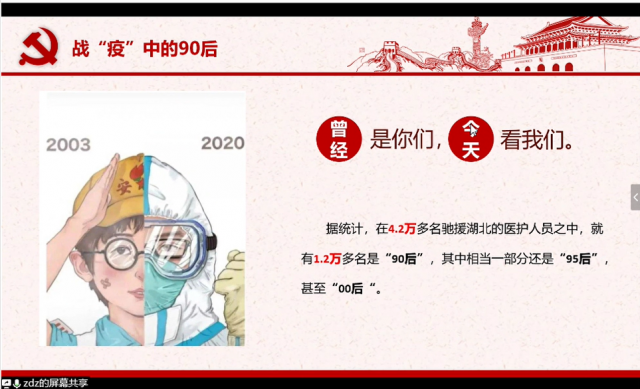 战“疫”中的90后
2003
2020
安
曾经 是你们，今天 看我们。
据统计，在4.2万多名驰援湖北的医护人员之中，就
有1.2万多名是“90后”，其中相当一部分还是“95后”，
甚至“00后“。
zdz的屏幕共享